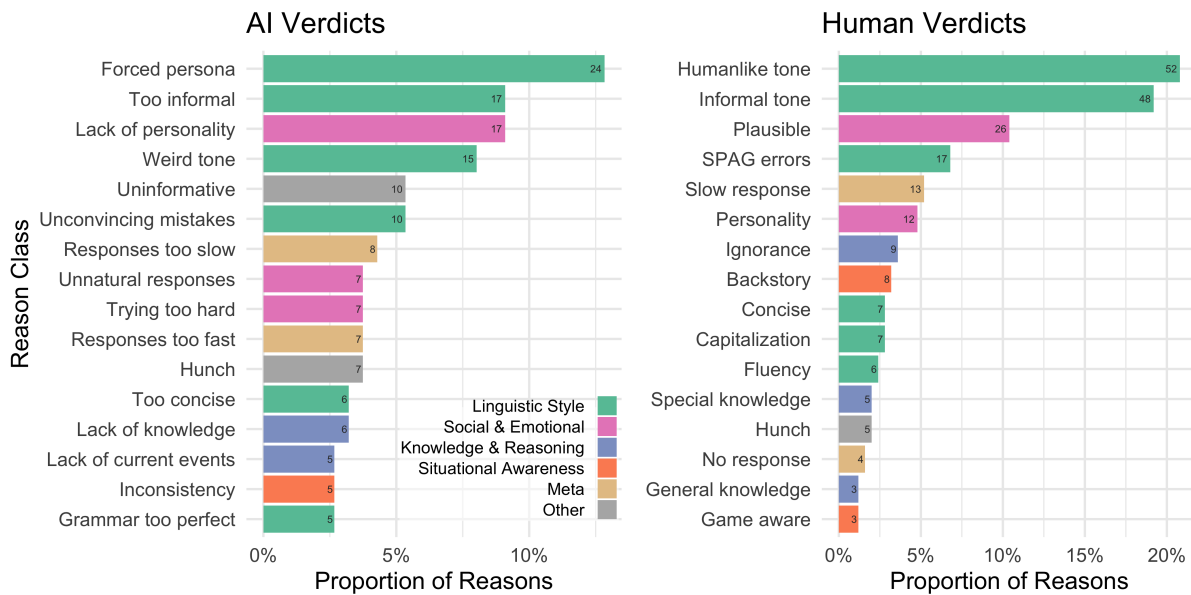 AI Verdicts
Reason Class
Forced persona 24
Too informal 17
Lack of personality 17
Weird tone 15
Uninformative 10
Unconvincing mistakes 10
Responses too slow 8
Unnatural responses 7
Trying too hard 7
Responses too fast 7
Hunch 7
Too concise 6
Lack of knowledge 6
Lack of current events 5
Inconsistency 5
Grammar too perfect 5
0% 5% 10%
Proportion of Reasons
Linguistic Style
Social & Emotional
Knowledge & Reasoning
Situational Awareness
Meta
Other
Human Verdicts
Humanlike tone 52
Informal tone 48
Plausible 26
SPAG errors 17
Slow response 13
Personality 12
Ignorance 9
Backstory 8
Concise 7
Capitalization 7
Fluency 6
Special knowledge 5
Hunch 5
No response 4
General knowledge 3
Game aware 3
0% 5% 10% 15% 20%
Proportion of Reasons